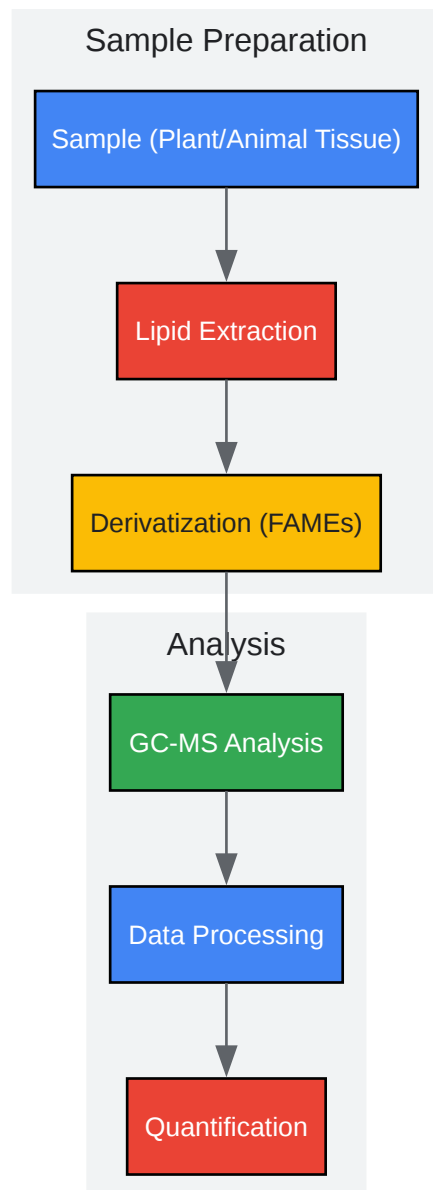 Sample Preparation
Sample (Plant/Animal Tissue)
Lipid Extraction
Derivatization (FAMEs)
Analysis
GC-MS Analysis
Data Processing
Quantification